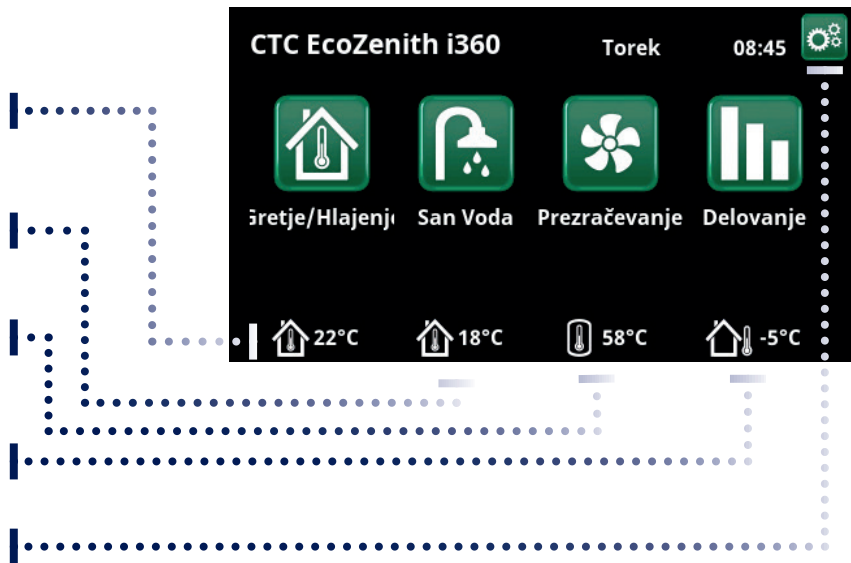 CTC EcoZenith i360 Torek 08:45
Gretje/Hlajenje San Voda Prezračevanje Delovanje
22°C 18°C 58°C -5°C